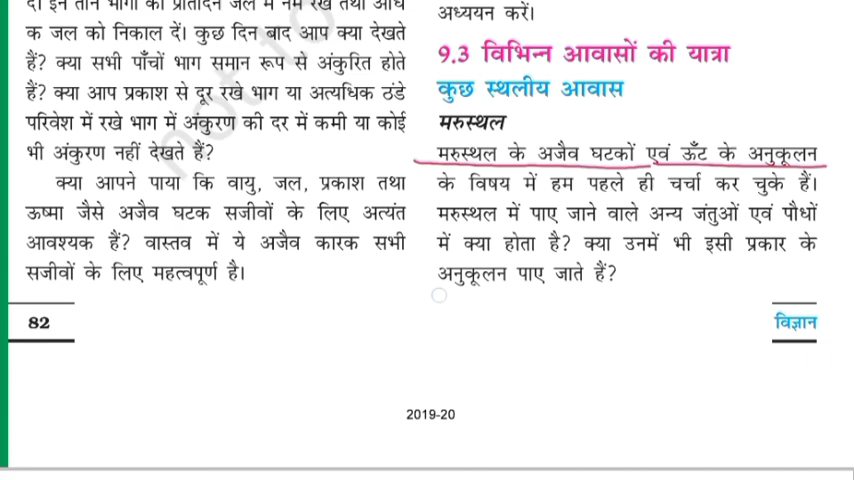 दें। इन तीन भागों को प्रतिदिन जल से नम रखें तथा अधि
क जल को निकाल दें। कुछ दिन बाद आप क्या देखते
हैं? क्या सभी पाँचों भाग समान रूप से अंकुरित होते
हैं? क्या आप प्रकाश से दूर रखे भाग या अत्यधिक ठंडे
परिवेश में रखे भाग में अंकुरण की दर में कमी या कोई
भी अंकुरण नहीं देखते हैं?
क्या आपने पाया कि वायु, जल, प्रकाश तथा
ऊष्मा जैसे अजैव घटक सजीवों के लिए अत्यंत
आवश्यक हैं? वास्तव में ये अजैव कारक सभी
सजीवों के लिए महत्वपूर्ण है।
82
अध्ययन करें।
9.3 विभिन्न आवासों की यात्रा
कुछ स्थलीय आवास
मरुस्थल
मरुस्थल के अजैव घटकों एवं ऊँट के अनुकूलन
के विषय में हम पहले ही चर्चा कर चुके हैं।
मरुस्थल में पाए जाने वाले अन्य जंतुओं एवं पौधों
में क्या होता है? क्या उनमें भी इसी प्रकार के
अनुकूलन पाए जाते हैं?
विज्ञान
2019-20
not to